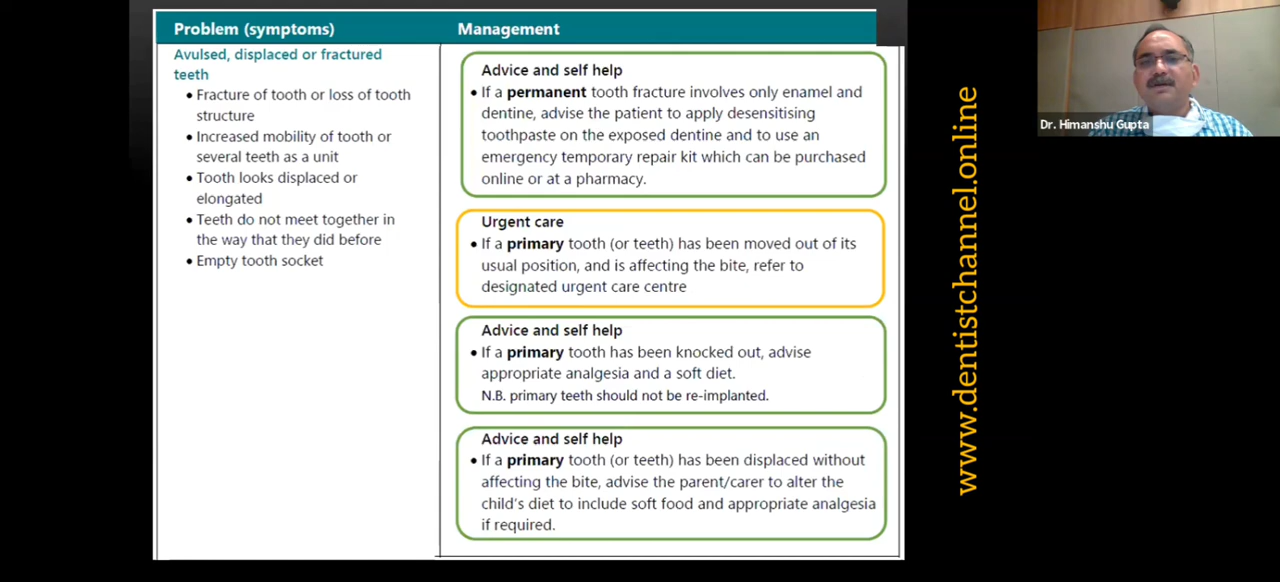 Problem (symptoms)
Management
Avulsed, displaced or fractured
teeth
• Fracture of tooth or loss of tooth
structure
• Increased mobility of tooth or
several teeth as a unit
• Tooth looks displaced or
elongated
• Teeth do not meet together in
the way that they did before
• Empty tooth socket
Advice and self help
• If a permanent tooth fracture involves only enamel and
dentine, advise the patient to apply desensitising
toothpaste on the exposed dentine and to use an
emergency temporary repair kit which can be purchased
online or at a pharmacy.
Urgent care
• If a primary tooth (or teeth) has been moved out of its
usual position, and is affecting the bite, refer to
designated urgent care centre
Advice and self help
• If a primary tooth has been knocked out, advise
appropriate analgesia and a soft diet.
N.B. primary teeth should not be re-implanted.
Advice and self help
• If a primary tooth (or teeth) has been displaced without
affecting the bite, advise the parent/carer to alter the
child's diet to include soft food and appropriate analgesia
if required.
www.dentistchannel.online
Dr. Himanshu Gupta